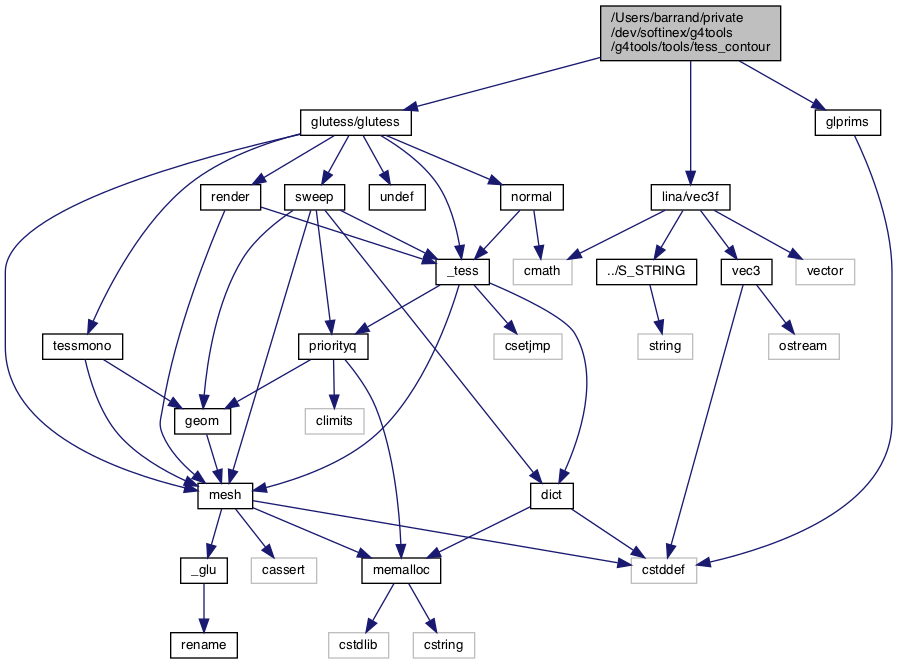 /Users/barrand/private
/dev/softinex/g4tools
/g4tools/tools/tess_contour
glutess/glutess
glprims
render
sweep
undef
normal
lina/vec3f
_tess
cmath
../S_STRING
vec3
vector
tessmono
priorityq
csetjmp
string
ostream
geom
climits
mesh
dict
_glu
cassert
memalloc
cstddef
rename
cstdlib
cstring